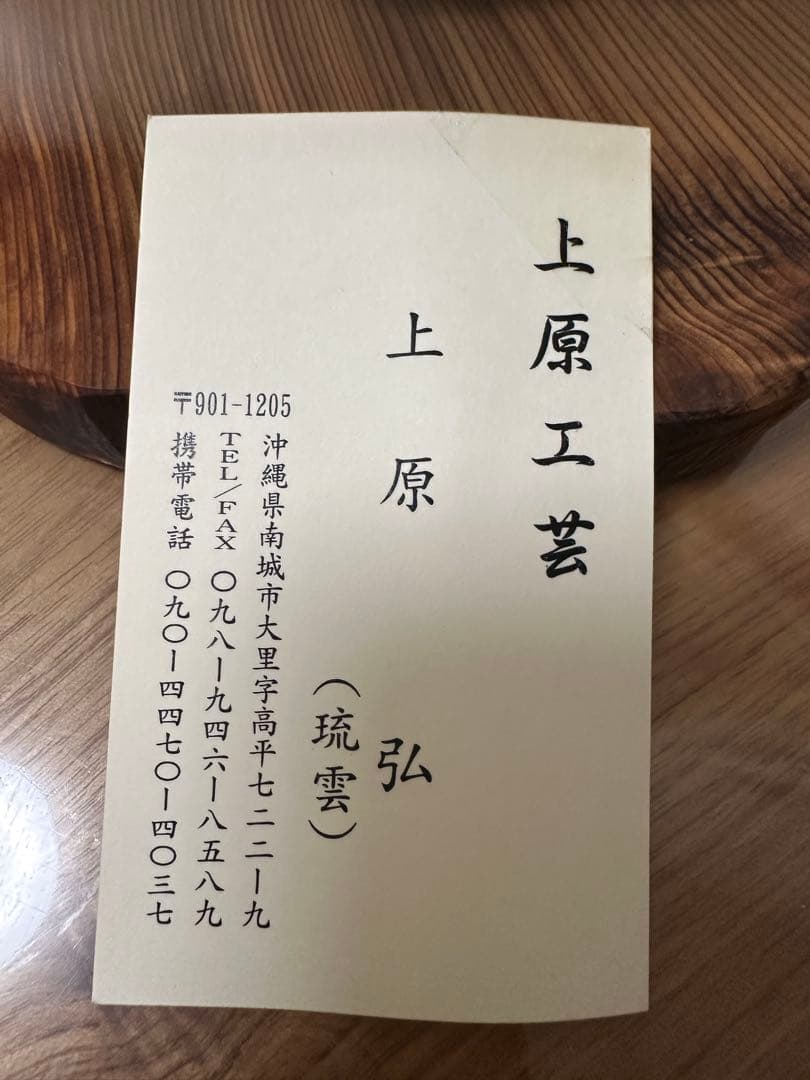 上原工芸
上原 弘
（琉雲）
〒901-1205
沖縄県南城市大里字高平七二二ー九
TEL/FAX 〇九八ー九四六ー八五八九
携帯電話 〇九〇ー四四七〇ー四〇三七